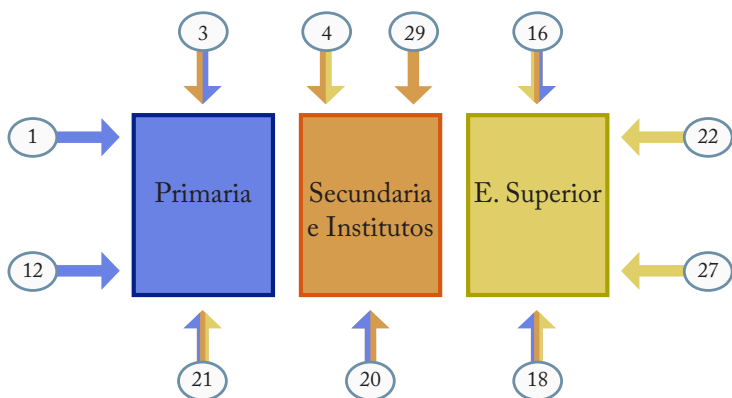 3
4
29
16
1
22
Primaria
Secundaria
e Institutos
E. Superior
12
27
21
20
18